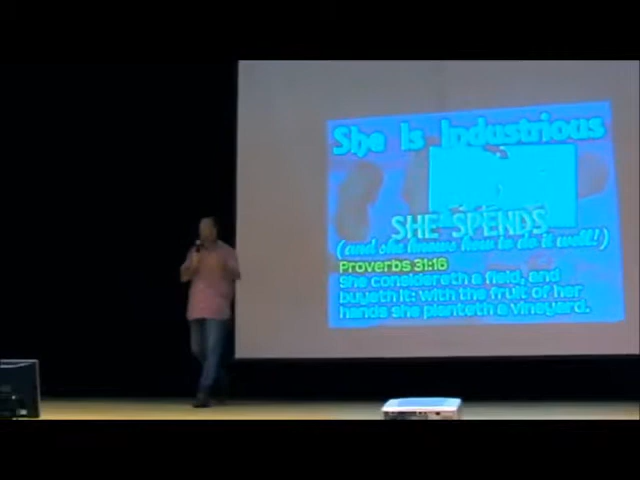 She Is Industrious
SHE SPENDS
(and she knows how to do it well!)
Proverbs 31:16
She considereth a field, and
buyeth it: with the fruit of her
hands she planteth a vineyard.